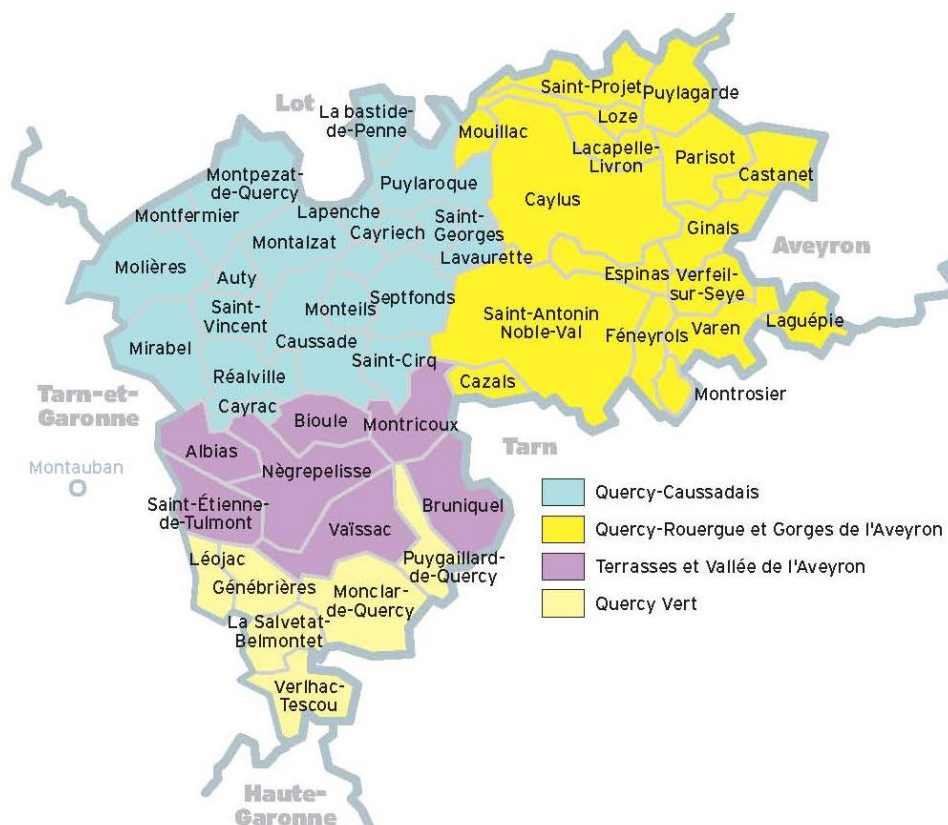 Saint-Projet
Puylagarde
Lot
La bastide-
de-Penne
Loze
Mouillac
Lacapelle-
Livron
Parisot
Montpezat-
de-Quercy
Puylaroque
Castanet
Caylus
Montfermier
Lapenche
Saint-
Georges
Cayriech
Ginals
Montalzat
Aveyron
Lavaurette
Molières
Auty
Espinas
Verfeil-
sur-Seye
Septfonds
Saint-
Vincent
Monteils
Saint-Antonin
Noble-Val
Laguépie
Féneyrols
Varen
Mirabel
Caussade
Saint-Cirq
Réalville
Cazals
Montrosier
Tarn-et-
Garonne
Cayrac
Bioule
Montricoux
Tarn
Albias
Montauban
Nègrepelisse
Bruniquel
Saint-Étienne-
de-Tulmont
Vaïssac
Léojac
Puygaillard-
de-Quercy
Génébrières
Monclar-
de-Quercy
La Salvetat-
Belmontet
Verlhac-
Tescou
Haute-
Garonne
Quercy-Caussadais
Quercy-Rouergue et Gorges de l'Aveyron
Terrasses et Vallée de l'Aveyron
Quercy Vert